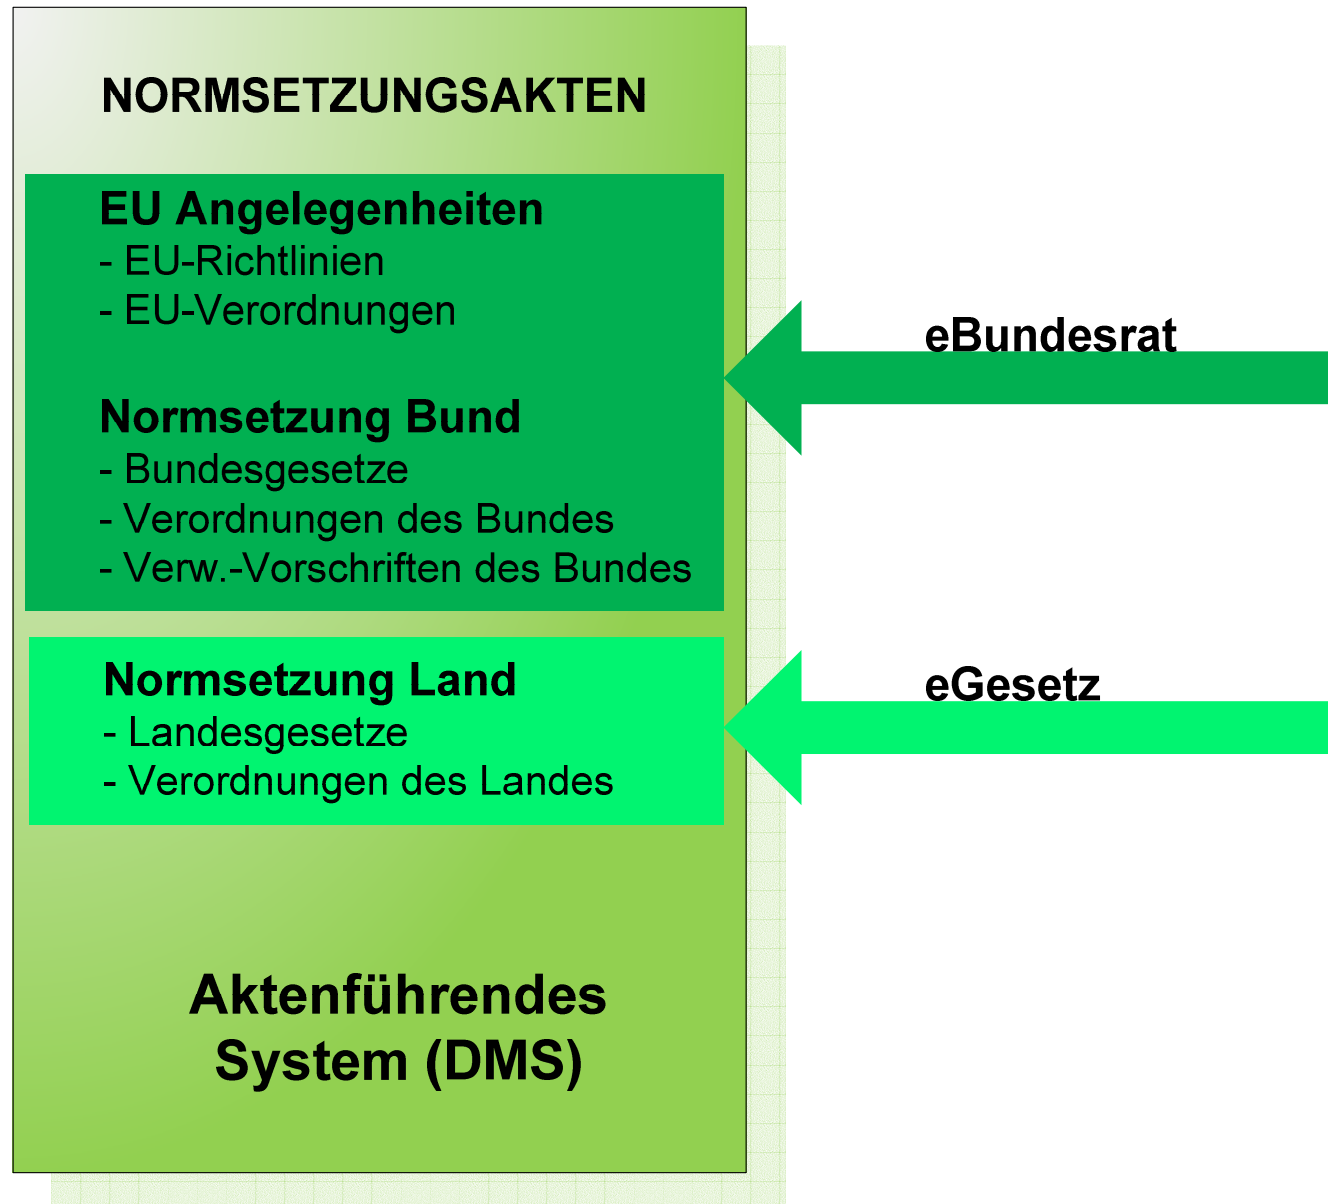 NORMSETZUNGSAKTEN
EU Angelegenheiten
- EU-Richtlinien
- EU-Verordnungen
Normsetzung Bund
- Bundesgesetze
- Verordnungen des Bundes
- Verw.-Vorschriften des Bundes
eBundesrat
Normsetzung Land
- Landesgesetze
- Verordnungen des Landes
eGesetz
Aktenführendes
System (DMS)